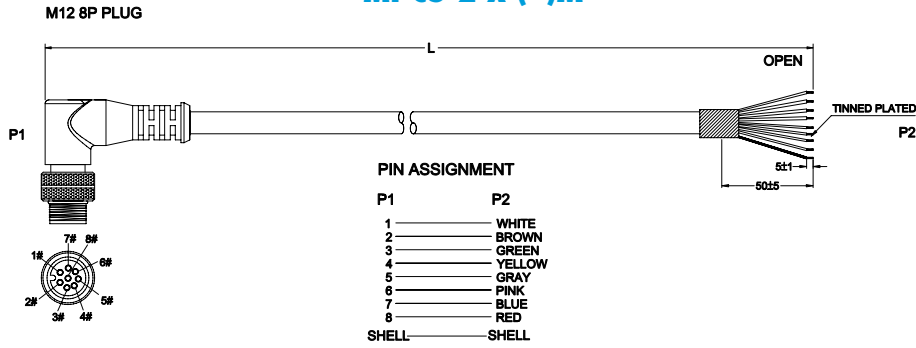 M12 8P PLUG
L
OPEN
TINNED PLATED
P1
P2
5±1
50±5
PIN ASSIGNMENT
P1 P2
1 WHITE
2 BROWN
3 GREEN
4 YELLOW
5 GRAY
6 PINK
7 BLUE
8 RED
SHELL SHELL
7# 8#
1# 6#
2# 5#
3# 4#